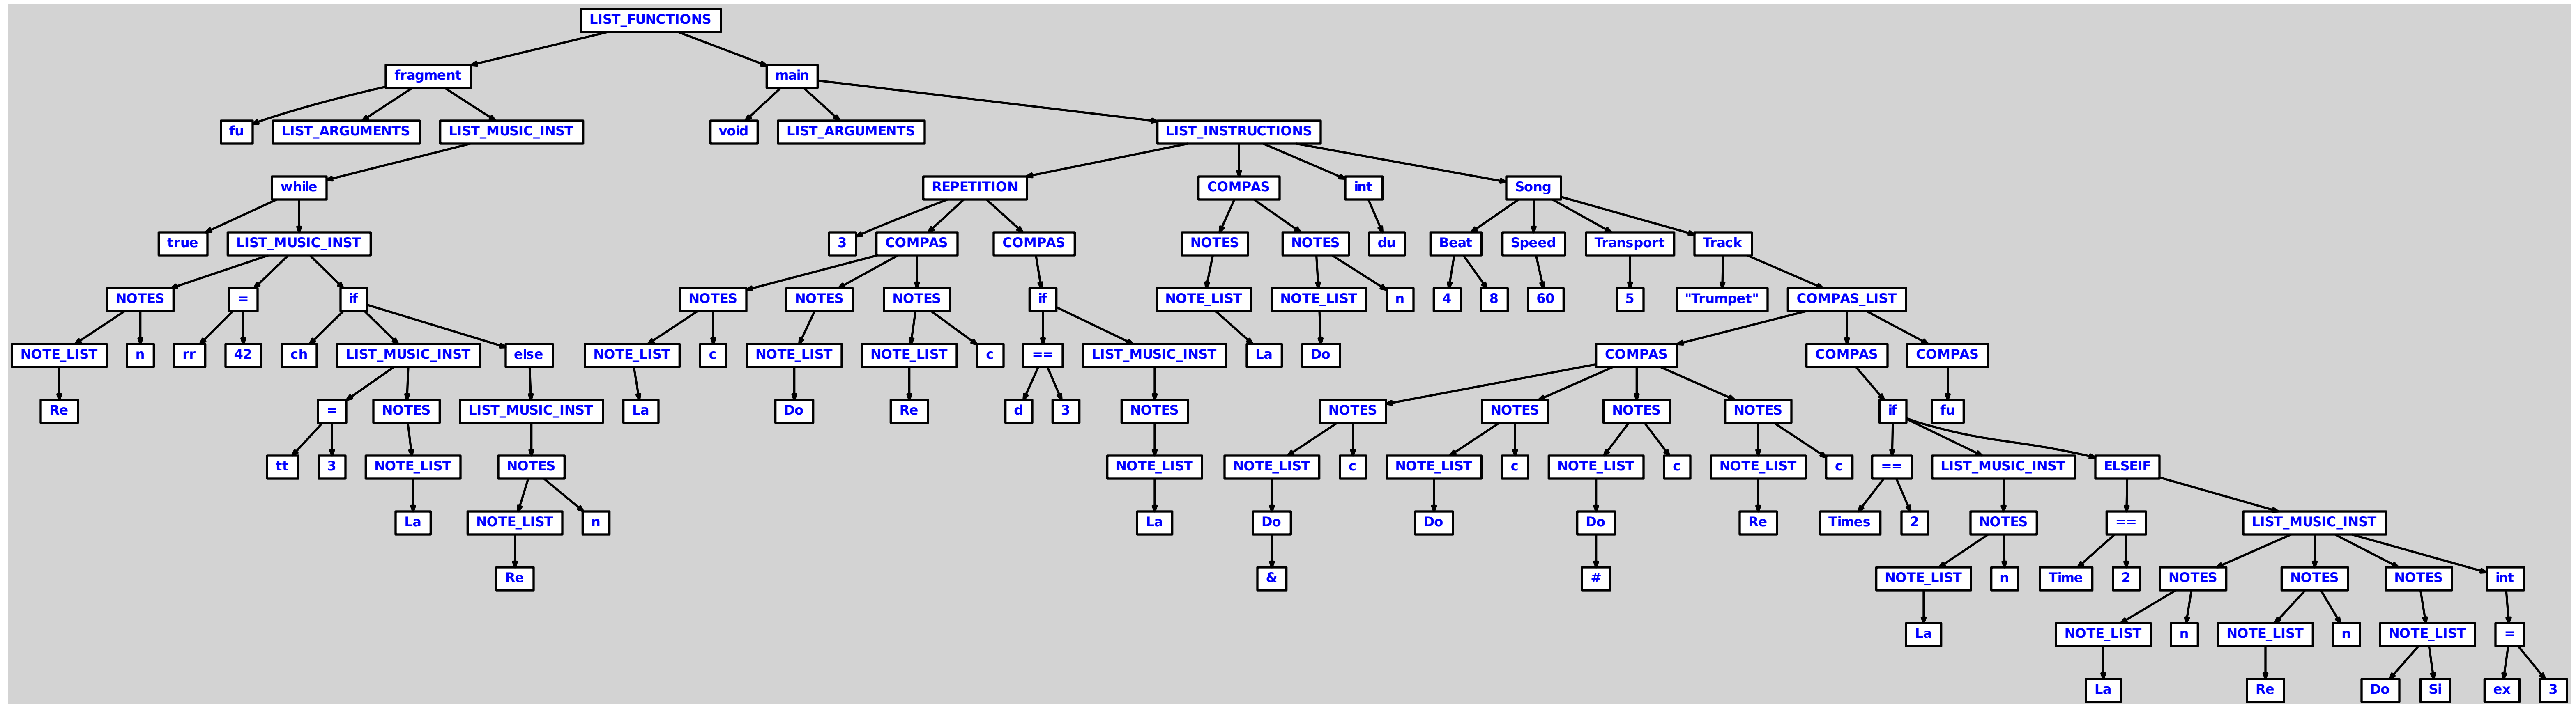 LIST_FUNCTIONS
fragment main
fu LIST_ARGUMENTS LIST_MUSIC_INST void LIST_ARGUMENTS LIST_INSTRUCTIONS
while REPETITION COMPAS int Song
true LIST_MUSIC_INST 3 COMPAS COMPAS NOTES NOTES du Beat Speed Transport Track
NOTES = if NOTES NOTES NOTES if NOTE_LIST NOTE_LIST n 4 8 60 5 "Trumpet" COMPAS_LIST
NOTE_LIST n rr 42 ch LIST_MUSIC_INST else NOTE_LIST c NOTE_LIST NOTE_LIST c == LIST_MUSIC_INST La Do COMPAS COMPAS COMPAS
Re = NOTES LIST_MUSIC_INST La Do Re d 3 NOTES NOTES NOTES NOTES NOTES if fu
tt 3 NOTE_LIST NOTES NOTE_LIST NOTE_LIST c NOTE_LIST c NOTE_LIST c NOTE_LIST c == LIST_MUSIC_INST ELSEIF
La NOTE_LIST n La Do Do Do Re Times 2 NOTES == LIST_MUSIC_INST
Re & # NOTE_LIST n Time 2 NOTES NOTES NOTES int
La NOTE_LIST n NOTE_LIST n NOTE_LIST =
La Re Do Si ex 3